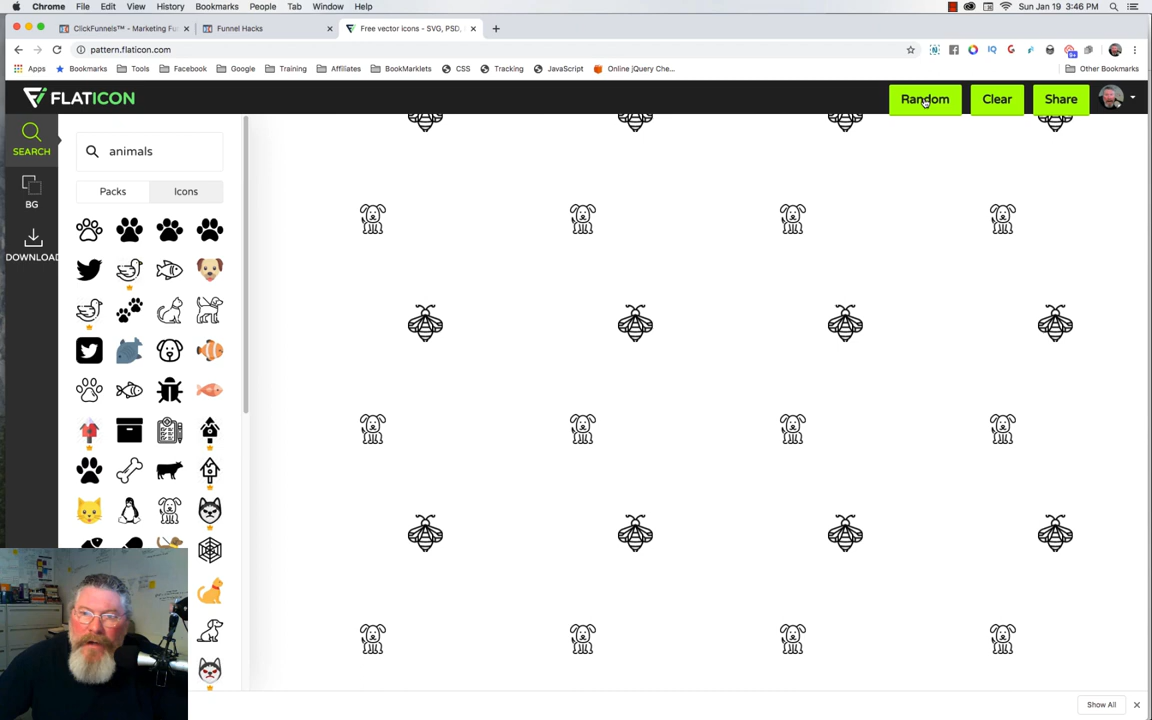 Chrome File Edit View History Bookmarks People Tab Window Help Sun Jan 19 3:46 PM
ClickFunnels™ - Marketing Fu × Funnel Hacks × Free vector icons - SVG, PSD, × +
pattern.flaticon.com
Apps Bookmarks Tools Facebook Google Training Affiliates BookMarklets CSS Tracking JavaScript Online jQuery Che... Other Bookmarks
FLATICON Random Clear Share
SEARCH
animals
Packs Icons
BG
DOWNLOAD
Show All